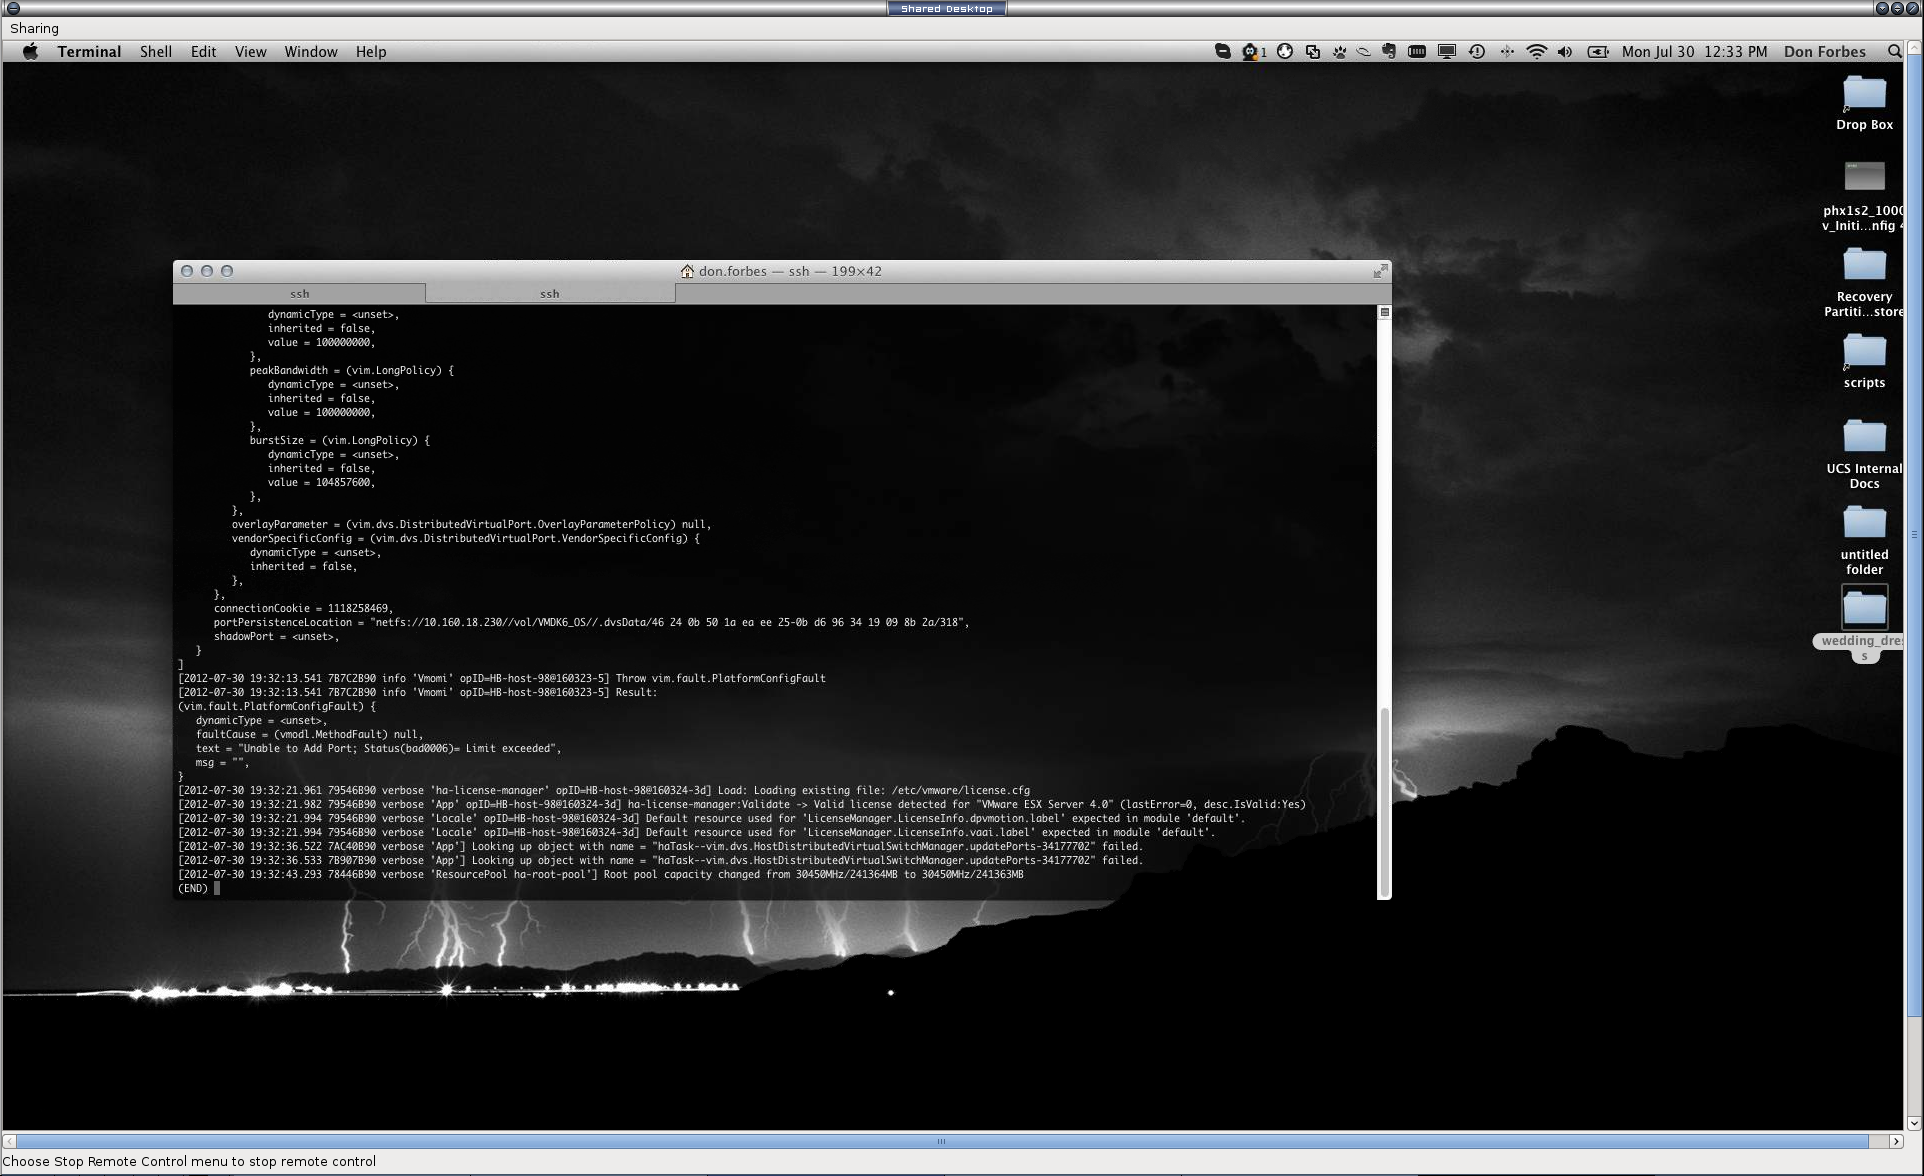 Shared Desktop
Sharing
Terminal Shell Edit View Window Help 1 Mon Jul 30 12:33 PM Don Forbes
Drop Box
phx1s2_100
v_Initi...nfig 4
Recovery
Partiti...store
scripts
UCS Internal
Docs
untitled
folder
wedding_dres
s
don.forbes — ssh — 199×42
ssh ssh
dynamicType = <unset>,
inherited = false,
value = 100000000,
},
peakBandwidth = (vim.LongPolicy) {
dynamicType = <unset>,
inherited = false,
value = 100000000,
},
burstSize = (vim.LongPolicy) {
dynamicType = <unset>,
inherited = false,
value = 104857600,
},
},
overlayParameter = (vim.dvs.DistributedVirtualPort.OverlayParameterPolicy) null,
vendorSpecificConfig = (vim.dvs.DistributedVirtualPort.VendorSpecificConfig) {
dynamicType = <unset>,
inherited = false,
},
},
connectionCookie = 1118258469,
portPersistenceLocation = "netfs://10.160.18.230//vol/VMDK6_OS//.dvsData/46 24 0b 50 1a ea ee 25-0b d6 96 34 19 09 8b 2a/318",
shadowPort = <unset>,
}
]
[2012-07-30 19:32:13.541 7B7C2B90 info 'Vmomi' opID=HB-host-98@160323-5] Throw vim.fault.PlatformConfigFault
[2012-07-30 19:32:13.541 7B7C2B90 info 'Vmomi' opID=HB-host-98@160323-5] Result:
(vim.fault.PlatformConfigFault) {
dynamicType = <unset>,
faultCause = (vmodl.MethodFault) null,
text = "Unable to Add Port; Status(bad0006)= Limit exceeded",
msg = "",
}
[2012-07-30 19:32:21.961 79546B90 verbose 'ha-license-manager' opID=HB-host-98@160324-3d] Load: Loading existing file: /etc/vmware/license.cfg
[2012-07-30 19:32:21.982 79546B90 verbose 'App' opID=HB-host-98@160324-3d] ha-license-manager:Validate -> Valid license detected for "VMware ESX Server 4.0" (lastError=0, desc.IsValid:Yes)
[2012-07-30 19:32:21.994 79546B90 verbose 'Locale' opID=HB-host-98@160324-3d] Default resource used for 'LicenseManager.LicenseInfo.dpvmotion.label' expected in module 'default'.
[2012-07-30 19:32:21.994 79546B90 verbose 'Locale' opID=HB-host-98@160324-3d] Default resource used for 'LicenseManager.LicenseInfo.vaai.label' expected in module 'default'.
[2012-07-30 19:32:36.522 7AC40B90 verbose 'App'] Looking up object with name = "haTask--vim.dvs.HostDistributedVirtualSwitchManager.updatePorts-34177702" failed.
[2012-07-30 19:32:36.533 7B907B90 verbose 'App'] Looking up object with name = "haTask--vim.dvs.HostDistributedVirtualSwitchManager.updatePorts-34177702" failed.
[2012-07-30 19:32:43.293 78446B90 verbose 'ResourcePool ha-root-pool'] Root pool capacity changed from 30450MHz/241364MB to 30450MHz/241363MB
(END)
Choose Stop Remote Control menu to stop remote control